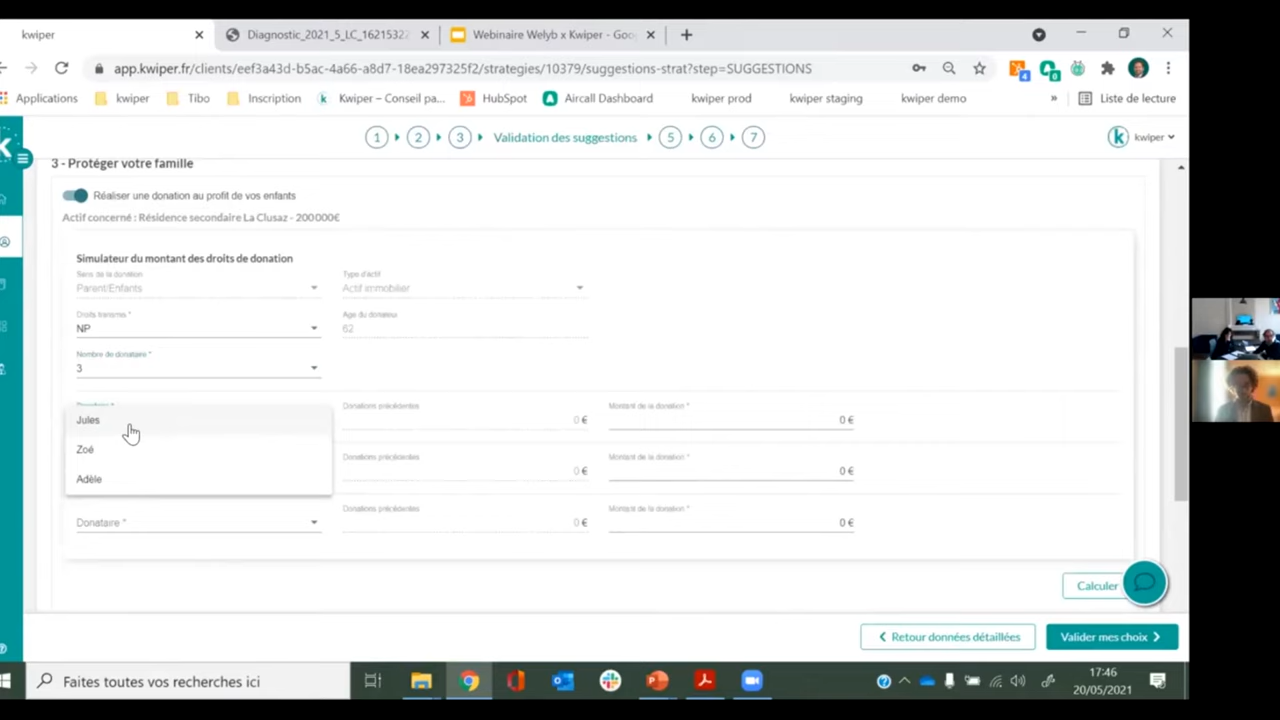 kwiper
Diagnostic_2021_5_LC_16215322
Webinaire Welyb x Kwiper - Goo
app.kwiper.fr/clients/eef3a43d-b5ac-4a66-a8d7-18ea297325f2/strategies/10379/suggestions-strat?step=SUGGESTIONS
Applications
kwiper
Tibo
Inscription
Kwiper – Conseil pa...
HubSpot
Aircall Dashboard
kwiper prod
kwiper staging
kwiper demo
»
Liste de lecture
1
2
3
Validation des suggestions
5
6
7
kwiper
3 - Protéger votre famille
Réaliser une donation au profit de vos enfants
Actif concerné : Résidence secondaire La Clusaz - 200 000€
Simulateur du montant des droits de donation
Sens de la donation
Type d'actif
Parent/Enfants
Actif immobilier
Droits transmis *
Age du donateur
NP
62
Nombre de donataire *
3
Donations précédentes
Montant de la donation *
Jules
0 €
0 €
Zoé
Donations précédentes
Montant de la donation *
0 €
0 €
Adèle
Donations précédentes
Montant de la donation *
Donataire *
0 €
0 €
Calculer
Retour données détaillées
Valider mes choix
Faites toutes vos recherches ici
17:46
20/05/2021